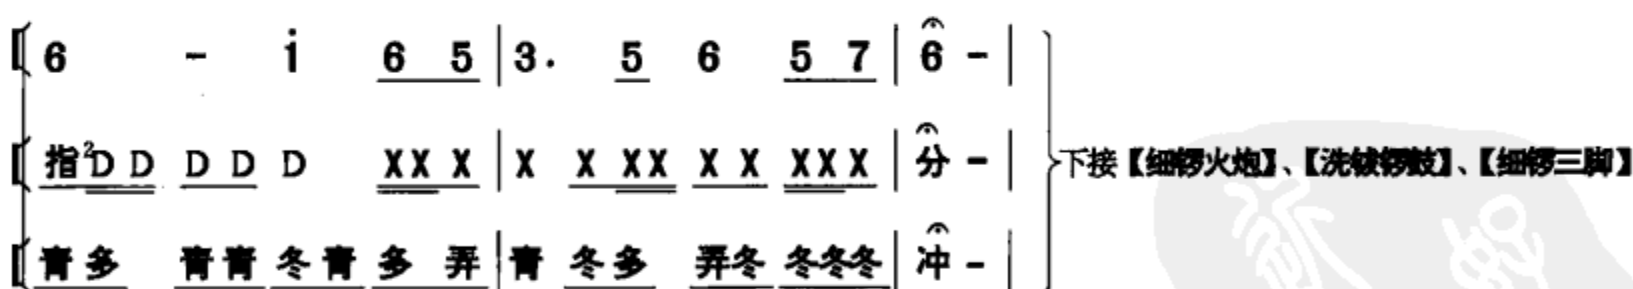 6 - i 6 5 | 3. 5 6 5 7 | 6 - |
指²D D D D D XX X | X X XX X X XXX | 分 - | 下接【细锣火炮】、【洗钹锣鼓】、【细锣三脚】
青多 青青 冬青 多弄 | 青 冬多 弄冬 冬冬冬 | 冲 - |